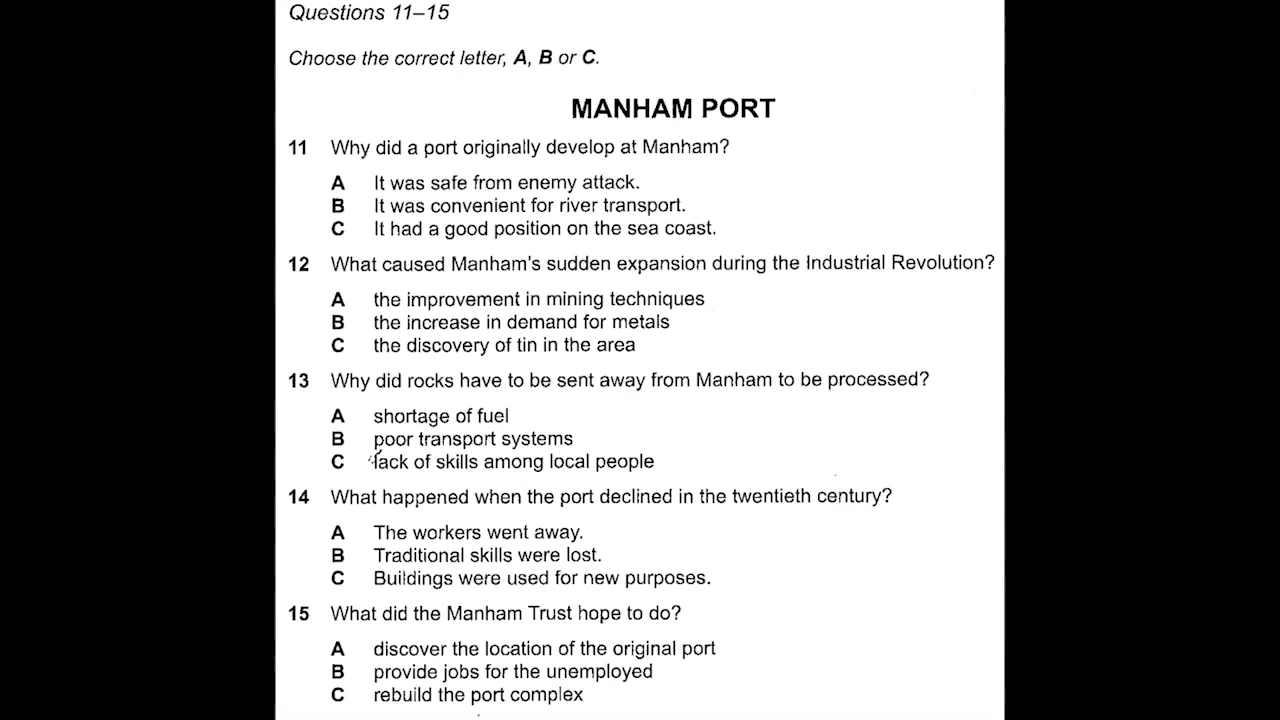 Questions 11–15
Choose the correct letter, A, B or C.
MANHAM PORT
11 Why did a port originally develop at Manham?
A It was safe from enemy attack.
B It was convenient for river transport.
C It had a good position on the sea coast.
12 What caused Manham's sudden expansion during the Industrial Revolution?
A the improvement in mining techniques
B the increase in demand for metals
C the discovery of tin in the area
13 Why did rocks have to be sent away from Manham to be processed?
A shortage of fuel
B poor transport systems
C lack of skills among local people
14 What happened when the port declined in the twentieth century?
A The workers went away.
B Traditional skills were lost.
C Buildings were used for new purposes.
15 What did the Manham Trust hope to do?
A discover the location of the original port
B provide jobs for the unemployed
C rebuild the port complex